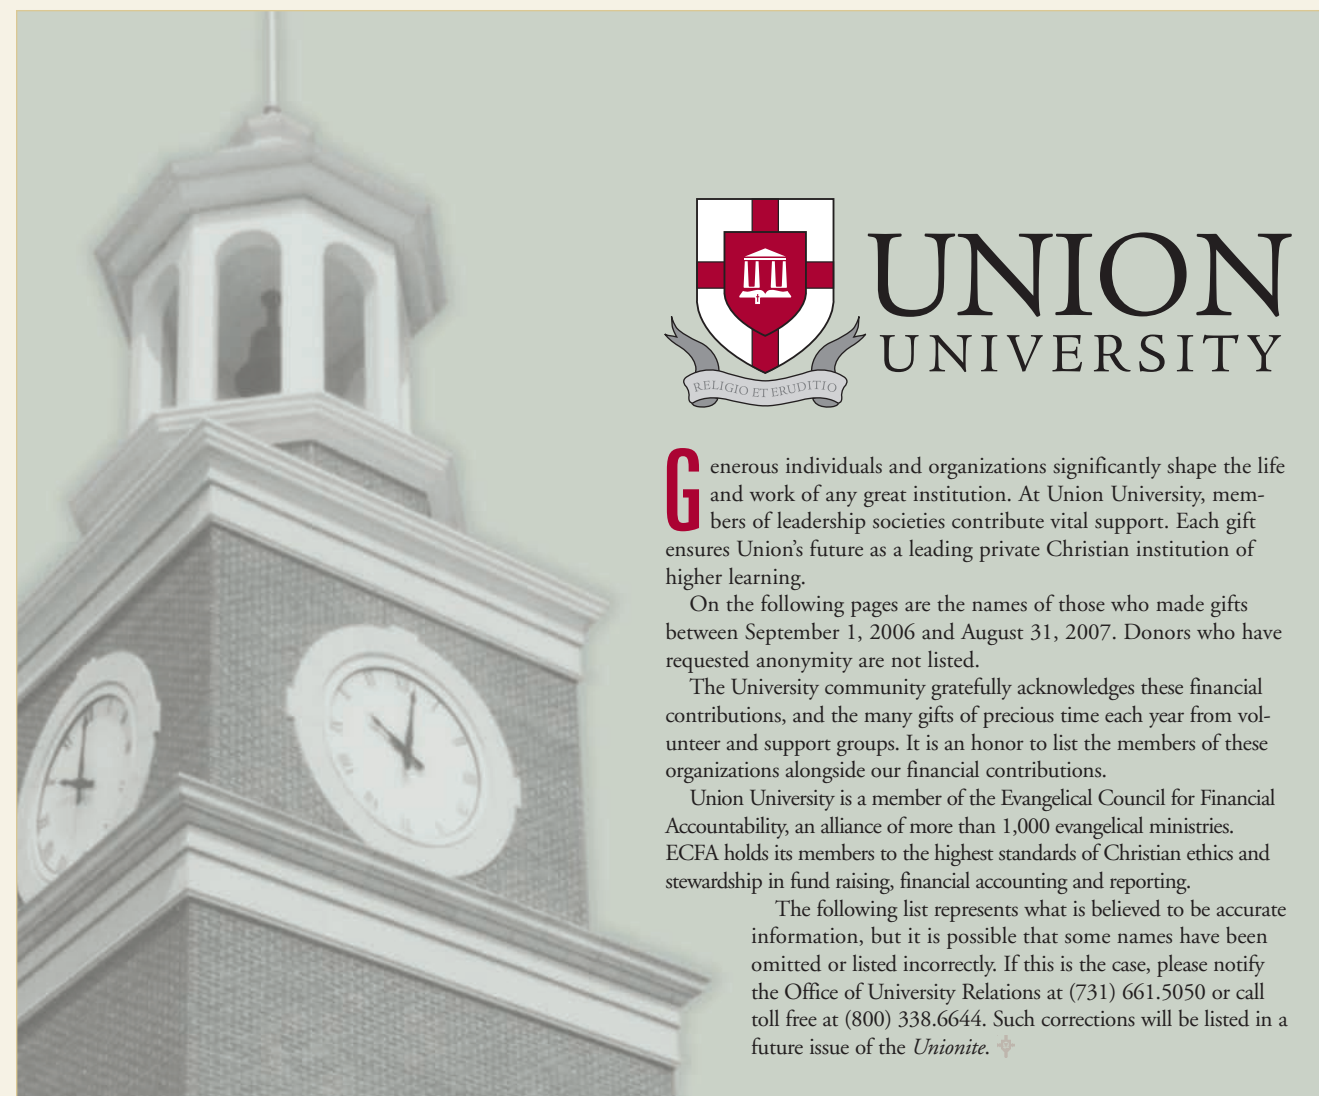 UNION
UNIVERSITY
RELIGIO ET ERUDITIO
Generous individuals and organizations significantly shape the life
and work of any great institution. At Union University, mem-
bers of leadership societies contribute vital support. Each gift
ensures Union’s future as a leading private Christian institution of
higher learning.
On the following pages are the names of those who made gifts
between September 1, 2006 and August 31, 2007. Donors who have
requested anonymity are not listed.
The University community gratefully acknowledges these financial
contributions, and the many gifts of precious time each year from vol-
unteer and support groups. It is an honor to list the members of these
organizations alongside our financial contributions.
Union University is a member of the Evangelical Council for Financial
Accountability, an alliance of more than 1,000 evangelical ministries.
ECFA holds its members to the highest standards of Christian ethics and
stewardship in fund raising, financial accounting and reporting.
The following list represents what is believed to be accurate
information, but it is possible that some names have been
omitted or listed incorrectly. If this is the case, please notify
the Office of University Relations at (731) 661.5050 or call
toll free at (800) 338.6644. Such corrections will be listed in a
future issue of the Unionite.